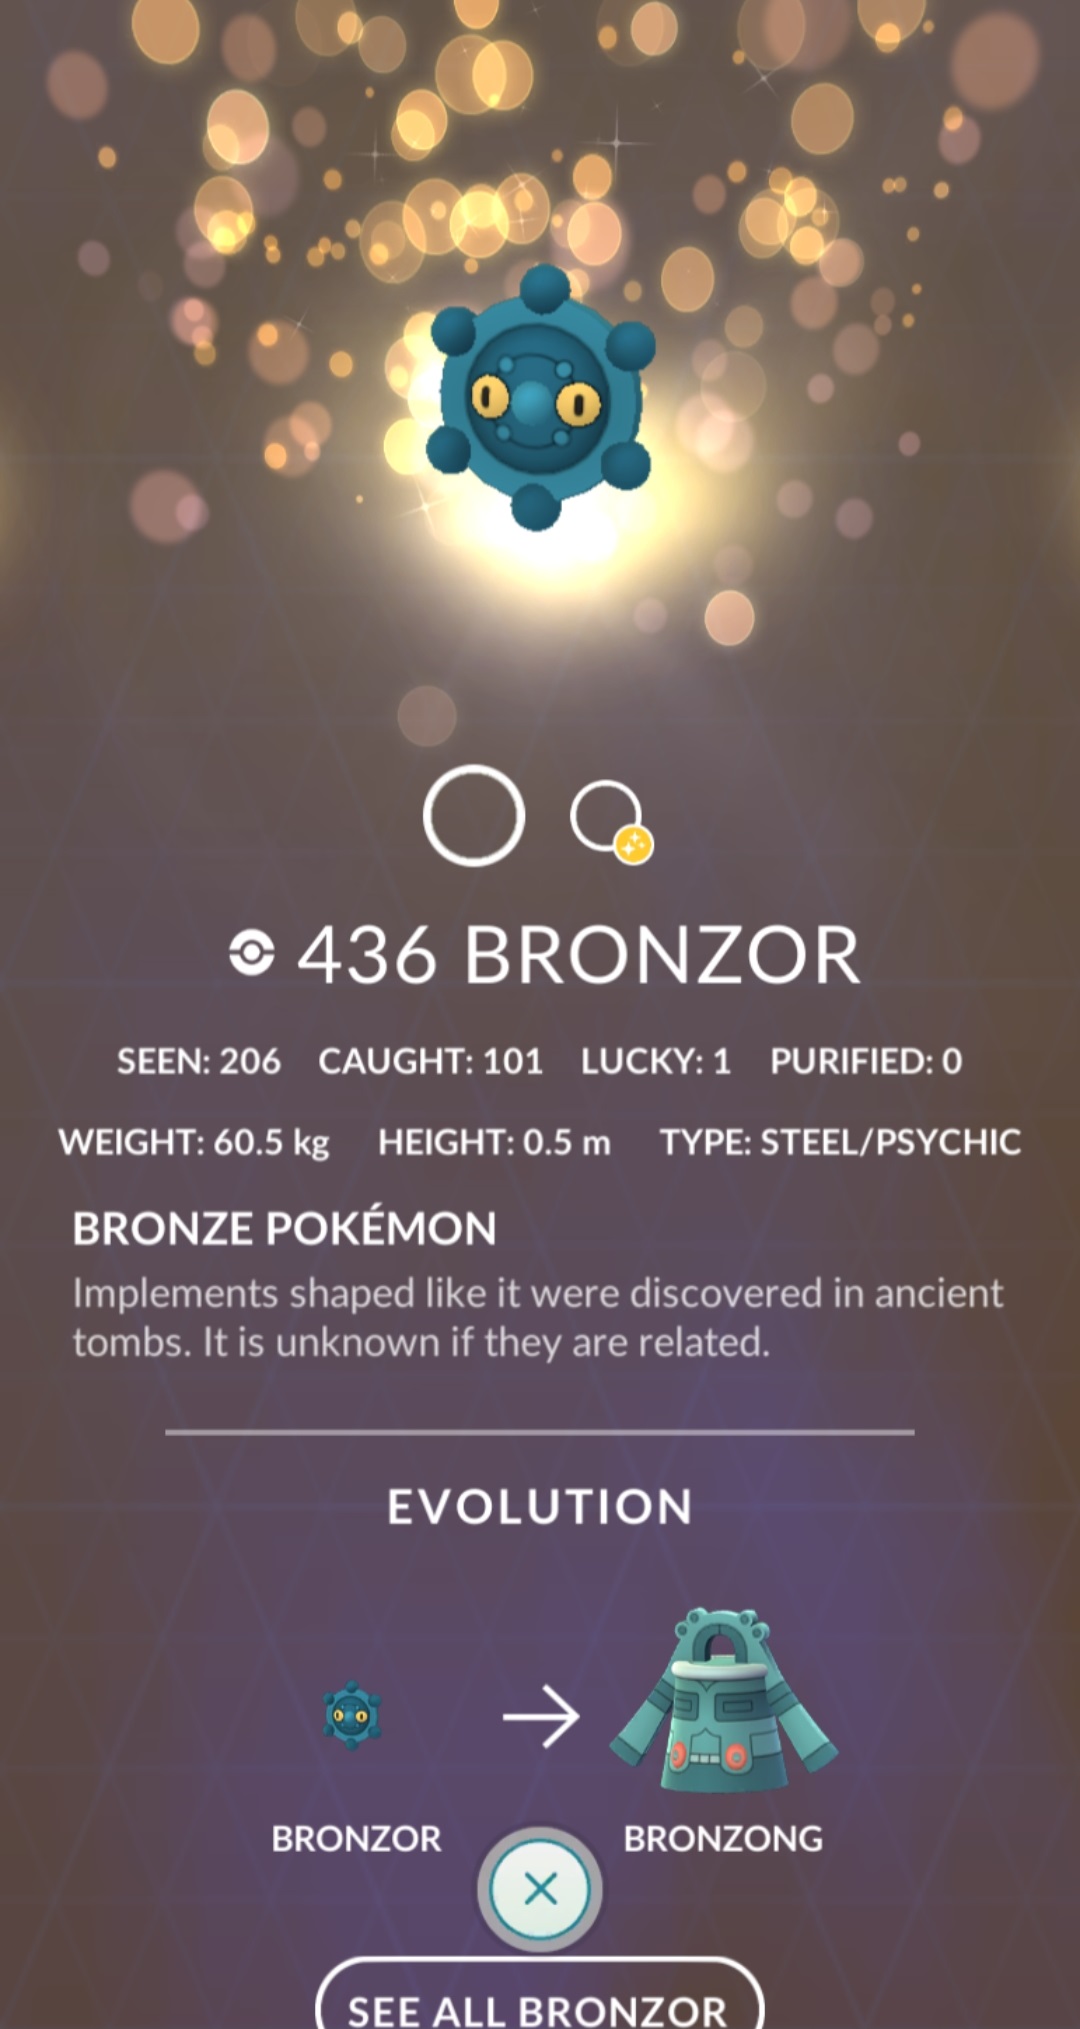 436 BRONZOR
SEEN: 206 CAUGHT: 101 LUCKY: 1 PURIFIED: 0
WEIGHT: 60.5 kg HEIGHT: 0.5 m TYPE: STEEL/PSYCHIC
BRONZE POKÉMON
Implements shaped like it were discovered in ancient
tombs. It is unknown if they are related.
EVOLUTION
BRONZOR BRONZONG
SEE ALL BRONZOR